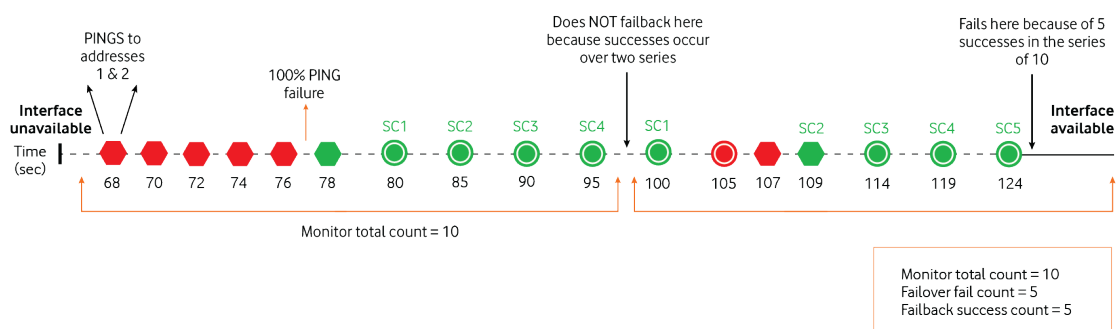 PINGS to
addresses
1 & 2
100% PING
failure
Does NOT failback here
because successes occur
over two series
Fails here because of 5
successes in the series
of 10
Interface
unavailable
Interface
available
SC1
SC2
SC3
SC4
SC1
SC2
SC3
SC4
SC5
Time
(sec)
68
70
72
74
76
78
80
85
90
95
100
105
107
109
114
119
124
Monitor total count = 10
Monitor total count = 10
Failover fail count = 5
Failback success count = 5